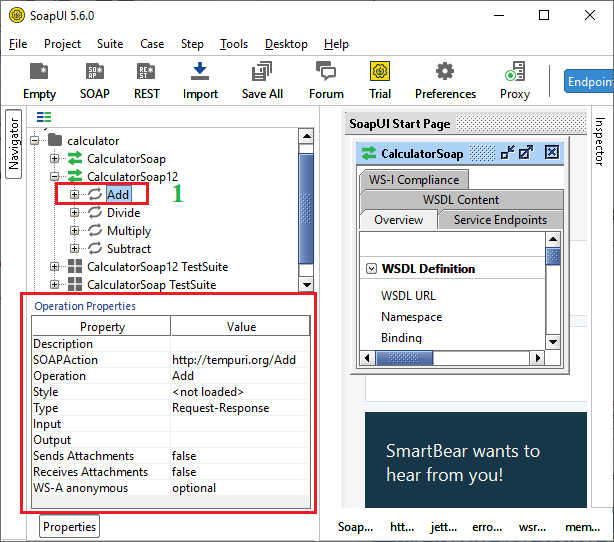 SoapUI 5.6.0
File Project Suite Case Step Tools Desktop Help
Empty SOAP REST Import Save All Forum Trial Preferences Proxy Endpoint
Navigator
calculator
CalculatorSoap
CalculatorSoap12
Add 1
Divide
Multiply
Subtract
CalculatorSoap12 TestSuite
CalculatorSoap TestSuite
Operation Properties
Property Value
Description
SOAPAction http://tempuri.org/Add
Operation Add
Style <not loaded>
Type Request-Response
Input
Output
Sends Attachments false
Receives Attachments false
WS-A anonymous optional
Properties
SoapUI Start Page
CalculatorSoap
WS-I Compliance
WSDL Content
Overview Service Endpoints
WSDL Definition
WSDL URL
Namespace
Binding
SmartBear wants to
hear from you!
Inspector
Soap... htt... jett... erro... wsr... mem...